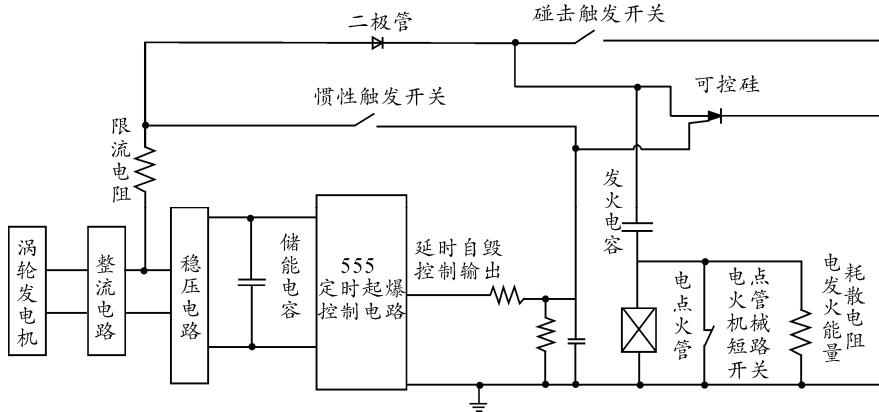 二极管
碰击触发开关
惯性触发开关
可控硅
限流电阻
发火电容
涡轮发电机
整流电路
稳压电路
储能电容
555
定时起爆
控制电路
延时自毁
控制输出
电点火管
电点火管机械短路开关
电发火能量耗散电阻